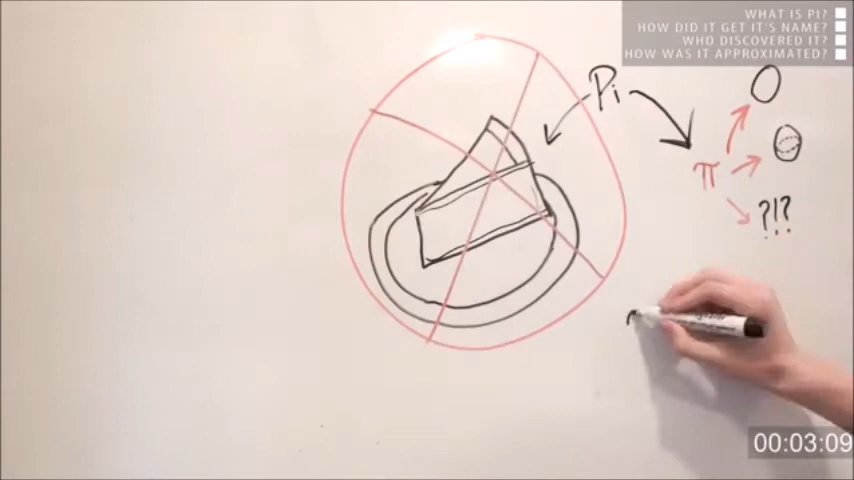 WHAT IS PI?
HOW DID IT GET IT'S NAME?
WHO DISCOVERED IT?
HOW WAS IT APPROXIMATED?
Pi
π
?!?
00:03:09